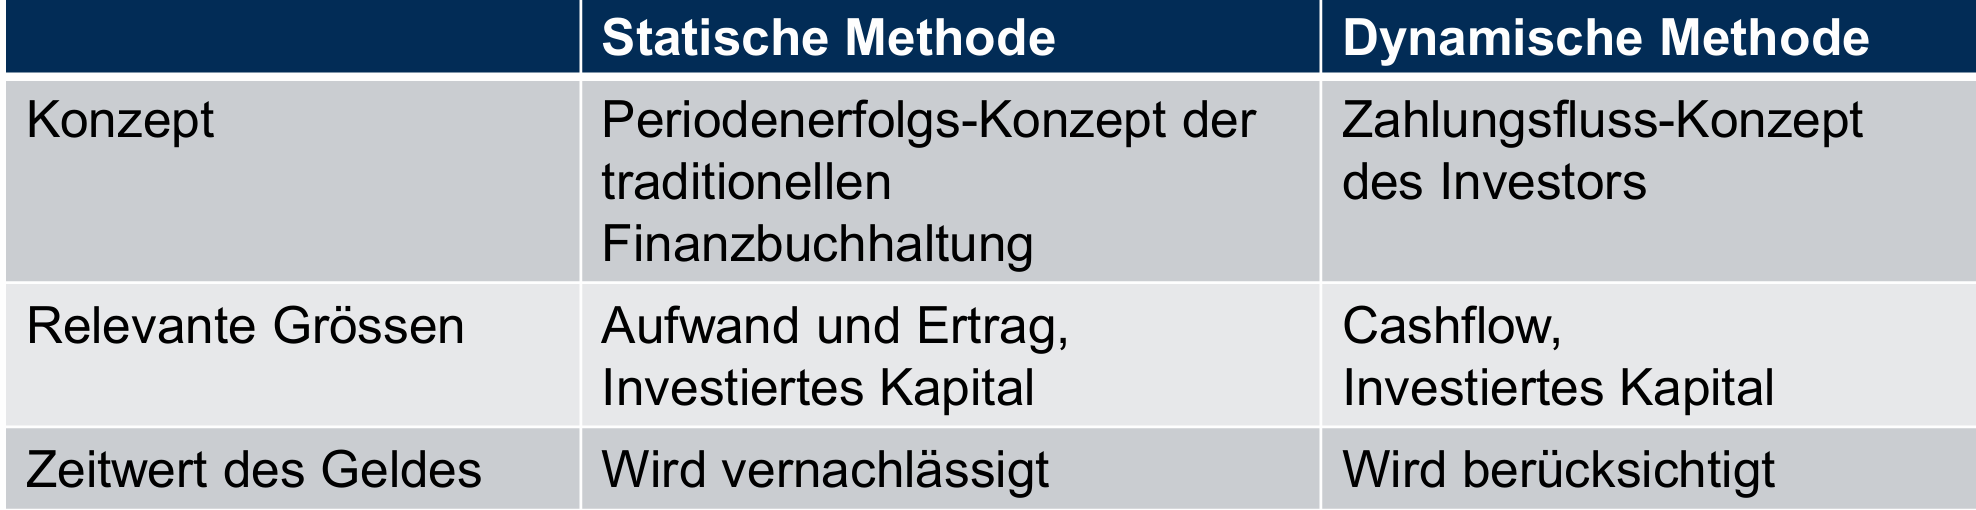 Statische Methode
Dynamische Methode
Konzept
Periodenerfolgs-Konzept der
traditionellen
Finanzbuchhaltung
Zahlungsfluss-Konzept
des Investors
Relevante Grössen
Aufwand und Ertrag,
Investiertes Kapital
Cashflow,
Investiertes Kapital
Zeitwert des Geldes
Wird vernachlässigt
Wird berücksichtigt